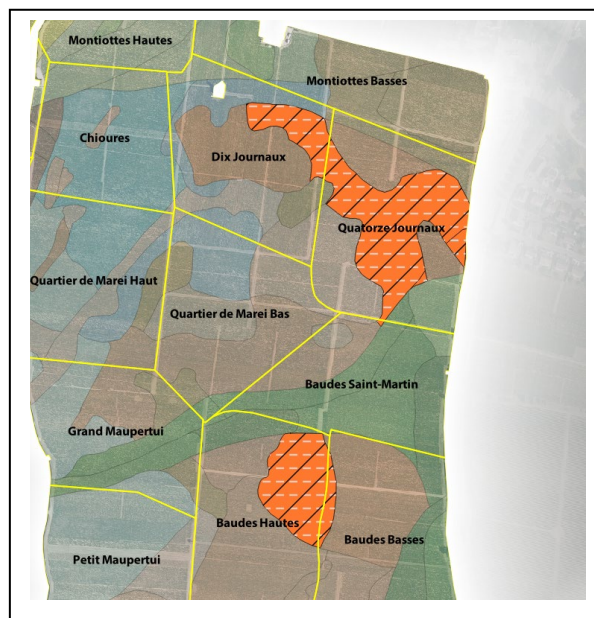 Montiottes Hautes
Montiottes Basses
Chioures
Dix Journaux
Quatorze Journaux
Quartier de Marei Haut
Quartier de Marei Bas
Baudes Saint-Martin
Grand Maupertui
Baudes Hautes
Baudes Basses
Petit Maupertui